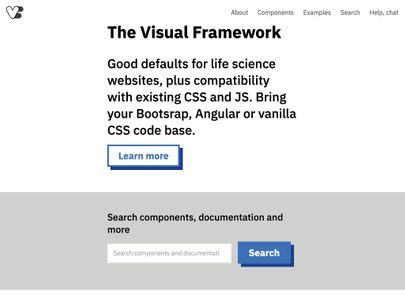 About Components Examples Search Help, chat
The Visual Framework
Good defaults for life science
websites, plus compatibility
with existing CSS and JS. Bring
your Bootsrap, Angular or vanilla
CSS code base.
Learn more
Search components, documentation and
more
Search components and documentati
Search